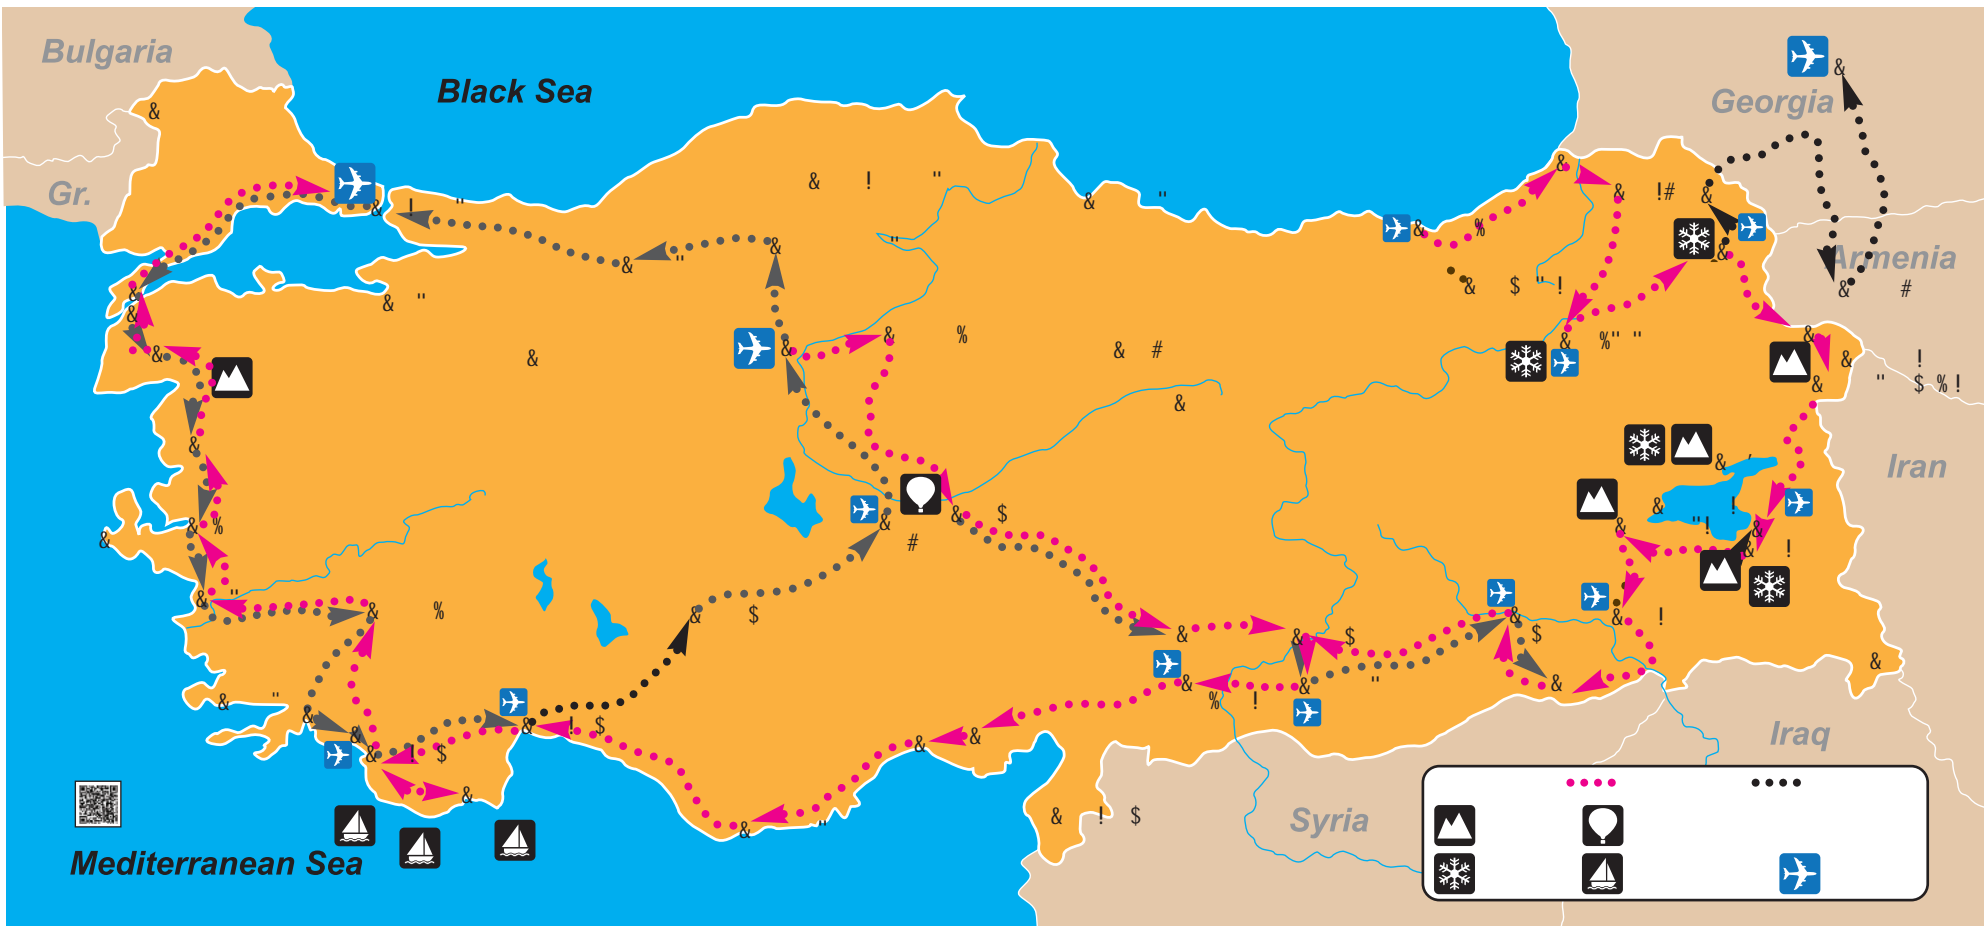 Bulgaria
Black Sea
Georgia
Gr.
Armenia
Iran
Iraq
Syria
Mediterranean Sea